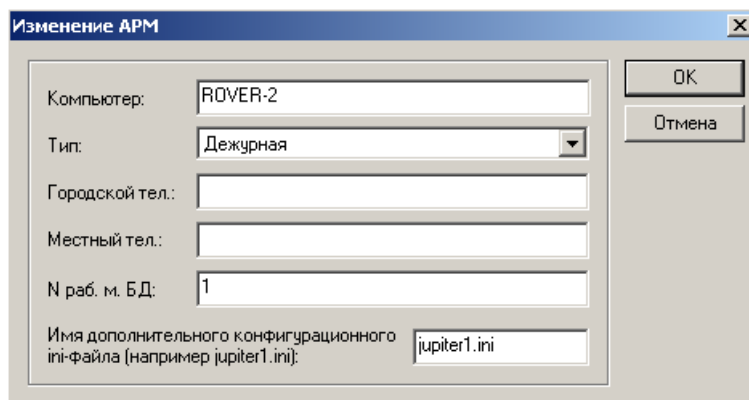 Изменение АРМ
Компьютер: ROVER-2
OK
Тип: Дежурная
Отмена
Городской тел.:
Местный тел.:
N раб. м. БД: 1
Имя дополнительного конфигурационного
ini-файла (например jupiter1.ini): jupiter1.ini